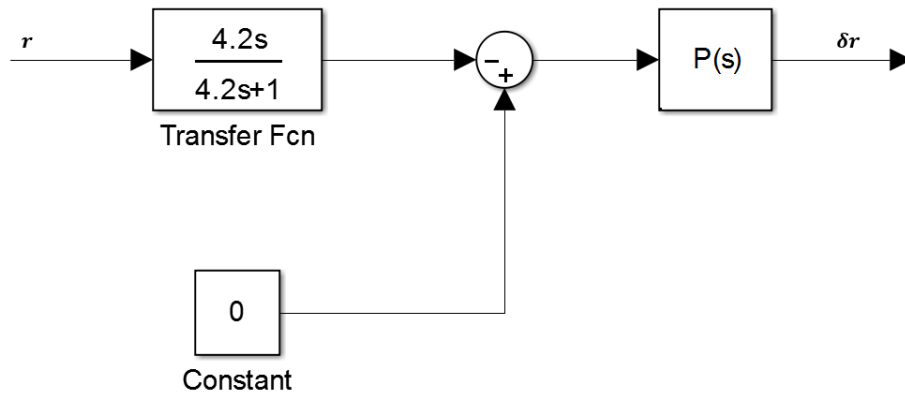 r
4.2s
4.2s+1
Transfer Fcn
−
+
P(s)
δr
0
Constant